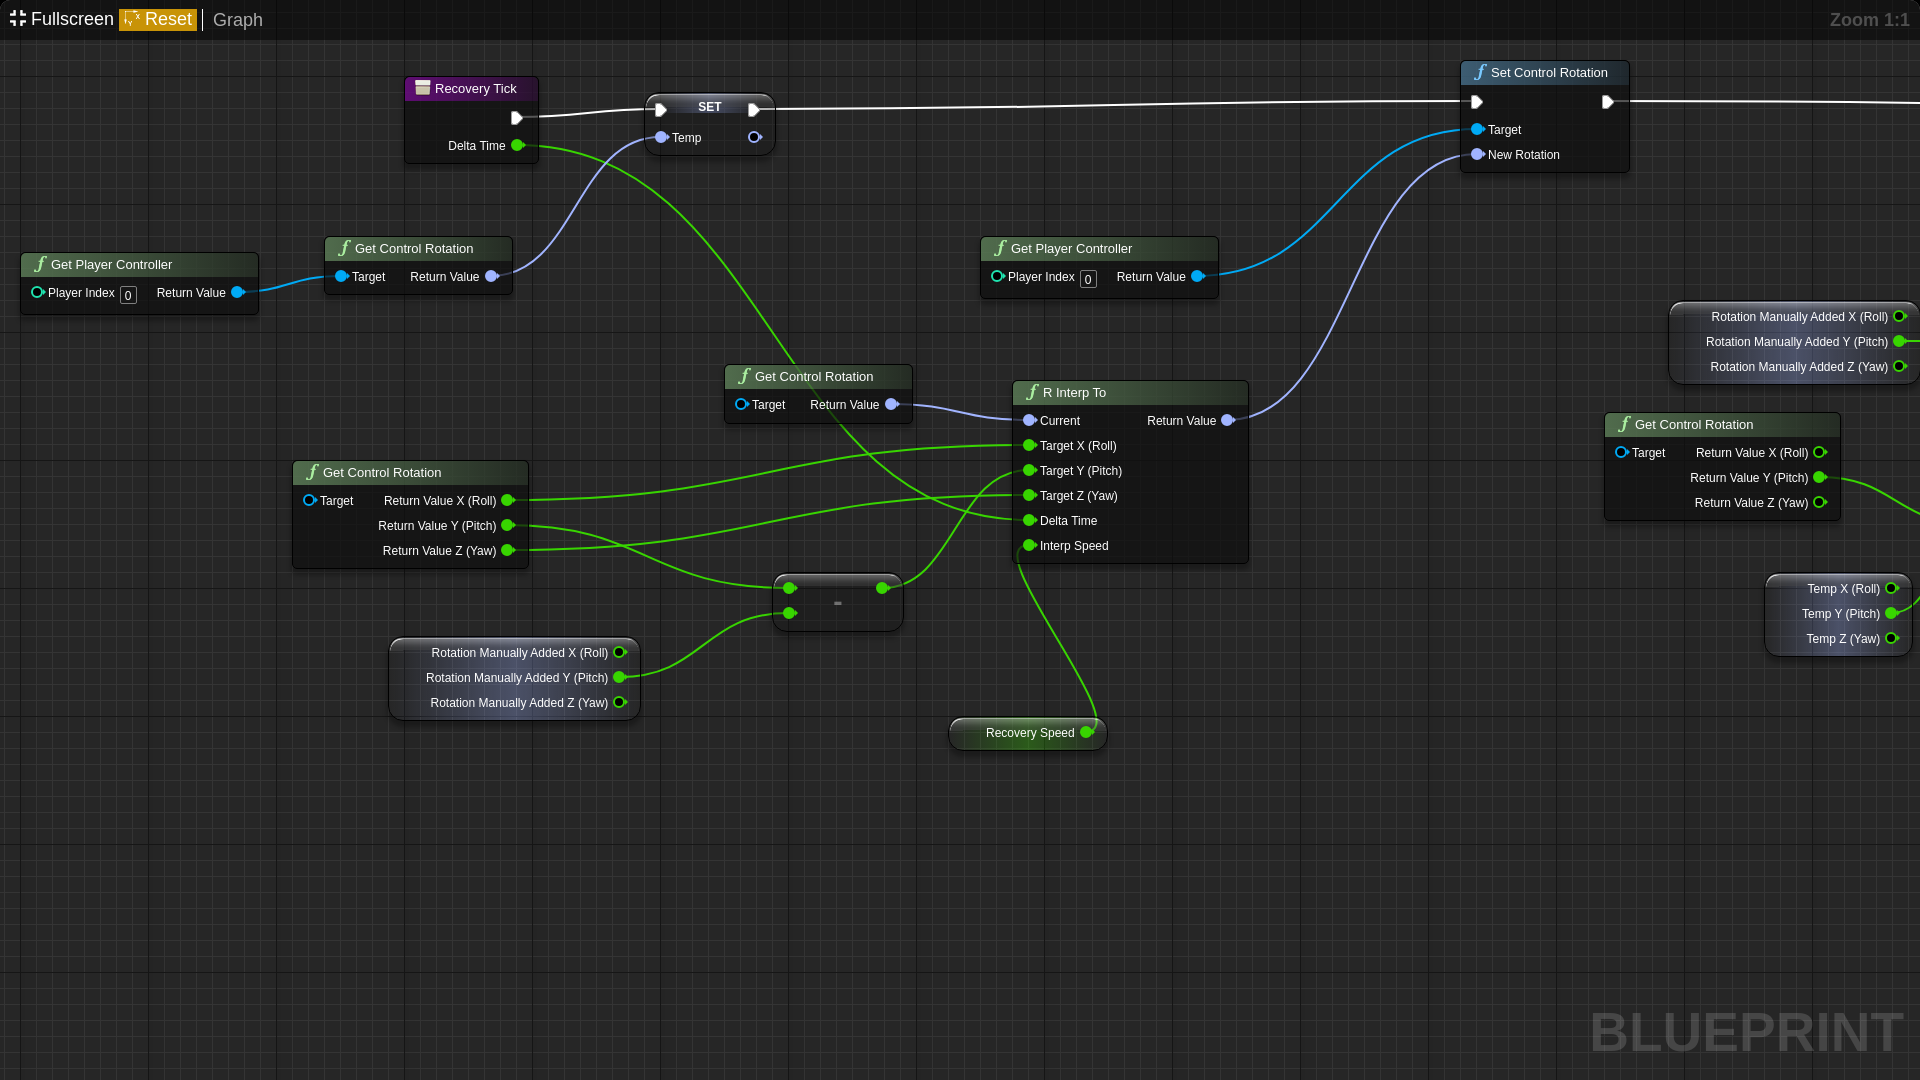 Fullscreen Reset Graph
Zoom 1:1
Recovery Tick
Delta Time
SET
Temp
Set Control Rotation
Target
New Rotation
Get Player Controller
Player Index 0 Return Value
Get Control Rotation
Target Return Value
Get Player Controller
Player Index 0 Return Value
Rotation Manually Added X (Roll)
Rotation Manually Added Y (Pitch)
Rotation Manually Added Z (Yaw)
Get Control Rotation
Target Return Value
R Interp To
Current Return Value
Target X (Roll)
Target Y (Pitch)
Target Z (Yaw)
Delta Time
Interp Speed
Get Control Rotation
Target Return Value X (Roll)
Return Value Y (Pitch)
Return Value Z (Yaw)
Get Control Rotation
Target Return Value X (Roll)
Return Value Y (Pitch)
Return Value Z (Yaw)
-
Temp X (Roll)
Temp Y (Pitch)
Temp Z (Yaw)
Rotation Manually Added X (Roll)
Rotation Manually Added Y (Pitch)
Rotation Manually Added Z (Yaw)
Recovery Speed
BLUEPRINT